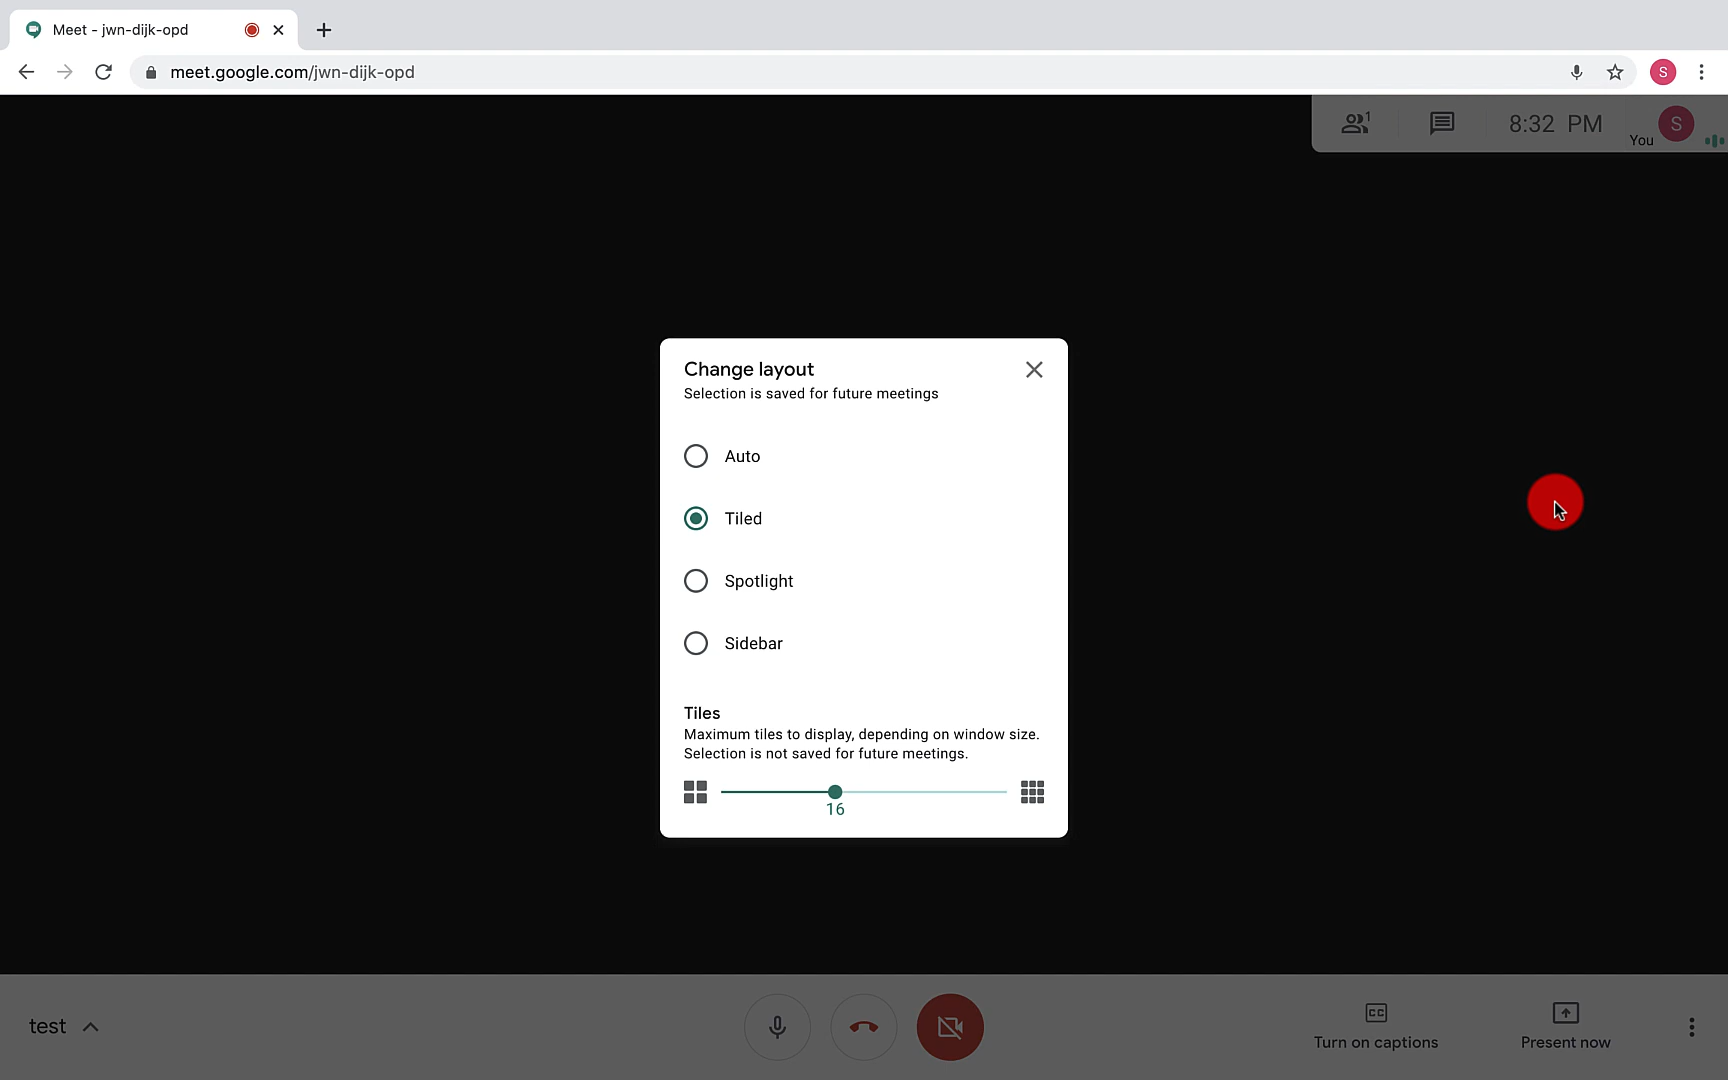 Meet - jwn-dijk-opd
meet.google.com/jwn-dijk-opd
S
1
8:32 PM
You
S
Change layout
Selection is saved for future meetings
Auto
Tiled
Spotlight
Sidebar
Tiles
Maximum tiles to display, depending on window size.
Selection is not saved for future meetings.
16
test
CC
Turn on captions
Present now